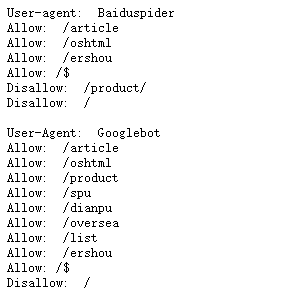 User-agent:  Baiduspider
Allow:  /article
Allow:  /oshtml
Allow:  /ershou
Allow: /$
Disallow:  /product/
Disallow:  /

User-Agent:  Googlebot
Allow:  /article
Allow:  /oshtml
Allow:  /product
Allow:  /spu
Allow:  /dianpu
Allow:  /oversea
Allow:  /list
Allow:  /ershou
Allow: /$
Disallow:  /